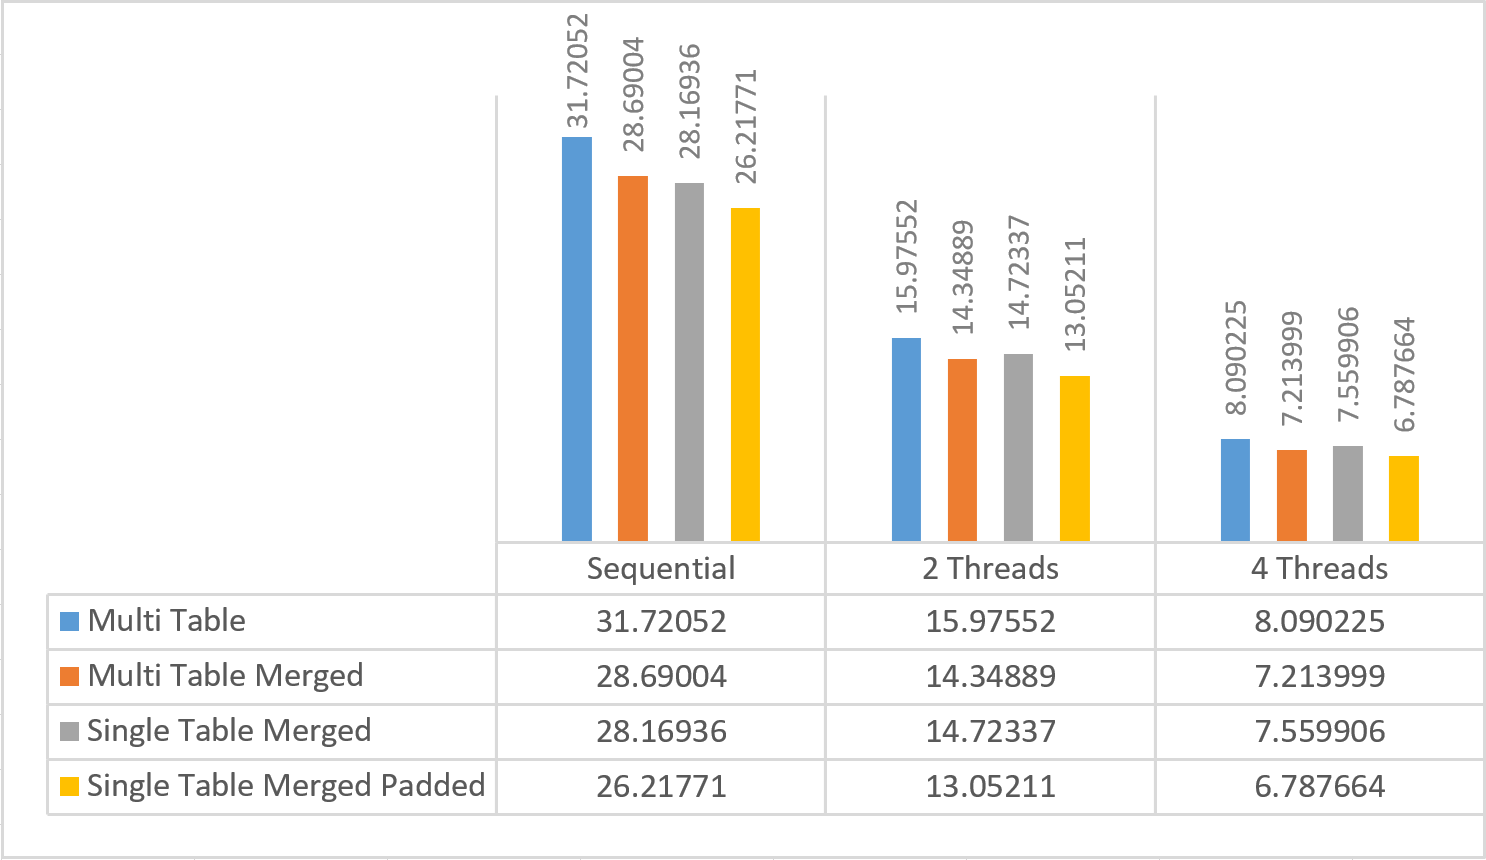 31.72052
28.69004
28.16936
26.21771
15.97552
14.34889
14.72337
13.05211
8.090225
7.213999
7.559906
6.787664
Sequential 2 Threads 4 Threads
Multi Table 31.72052 15.97552 8.090225
Multi Table Merged 28.69004 14.34889 7.213999
Single Table Merged 28.16936 14.72337 7.559906
Single Table Merged Padded 26.21771 13.05211 6.787664